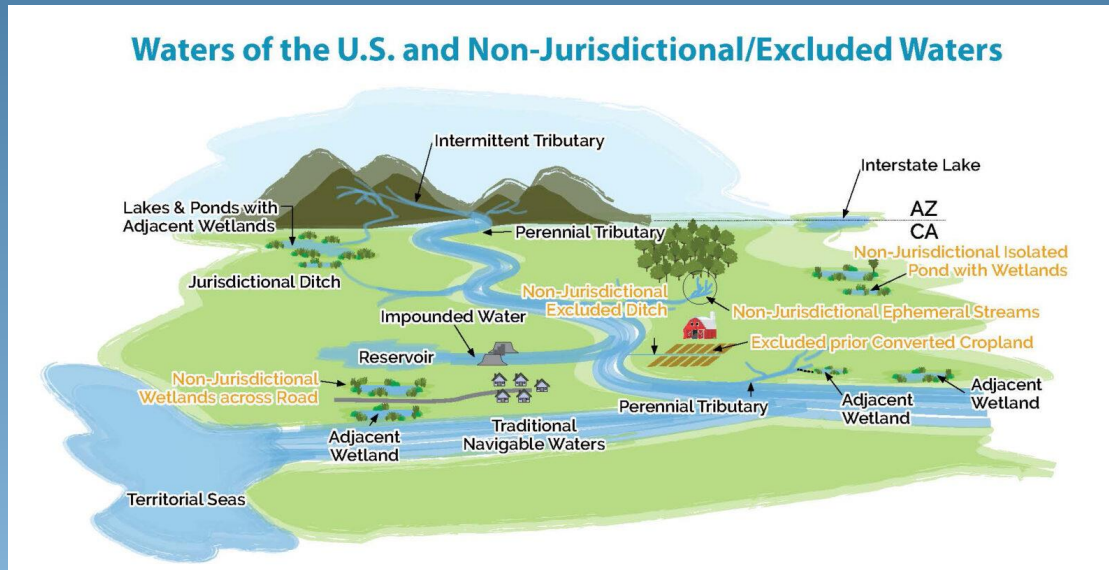 Waters of the U.S. and Non-Jurisdictional/Excluded Waters
Intermittent Tributary
Interstate Lake
Lakes & Ponds with
Adjacent Wetlands
AZ
CA
Perennial Tributary
Non-Jurisdictional Isolated
Pond with Wetlands
Jurisdictional Ditch
Non-Jurisdictional
Excluded Ditch
Non-Jurisdictional Ephemeral Streams
Impounded Water
Excluded prior Converted Cropland
Reservoir
Non-Jurisdictional
Wetlands across Road
Adjacent
Wetland
Traditional
Navigable Waters
Perennial Tributary
Adjacent
Wetland
Adjacent
Wetland
Territorial Seas